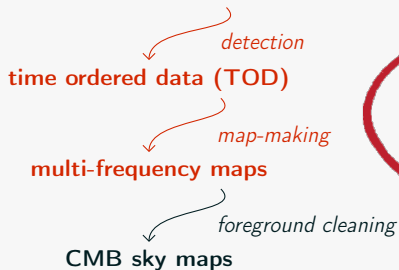 detection
time ordered data (TOD)
map-making
multi-frequency maps
foreground cleaning
CMB sky maps